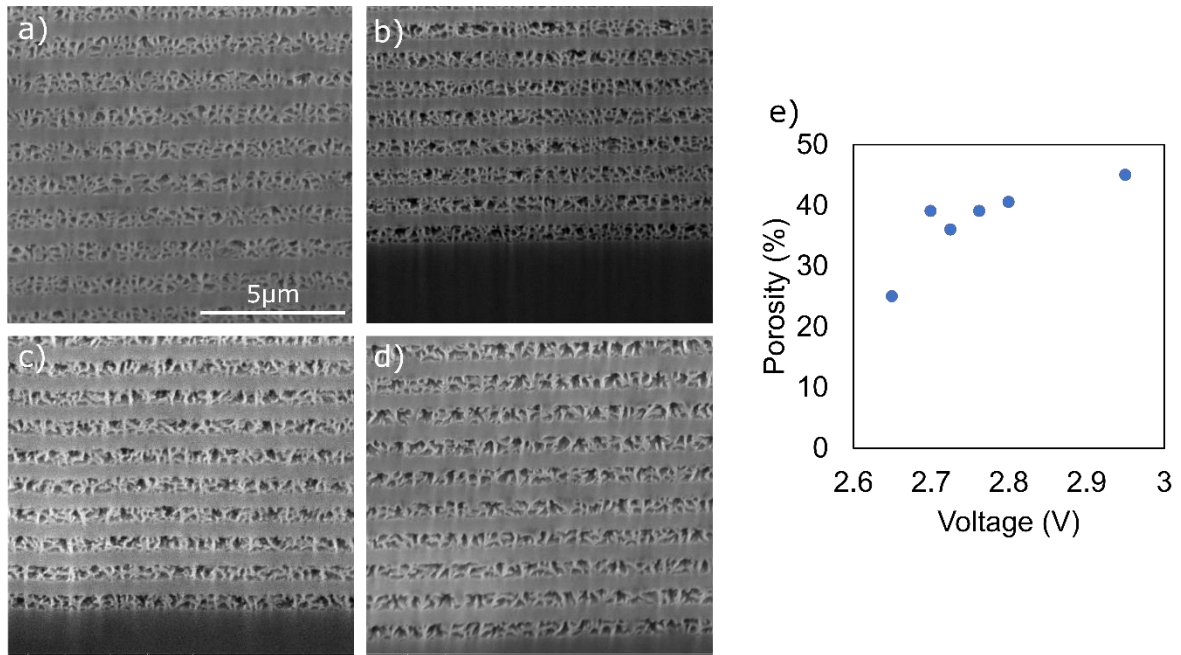 a)
b)
5μm
c)
d)
e)
Porosity (%)
50
40
30
20
10
0
2.6 2.7 2.8 2.9 3
Voltage (V)